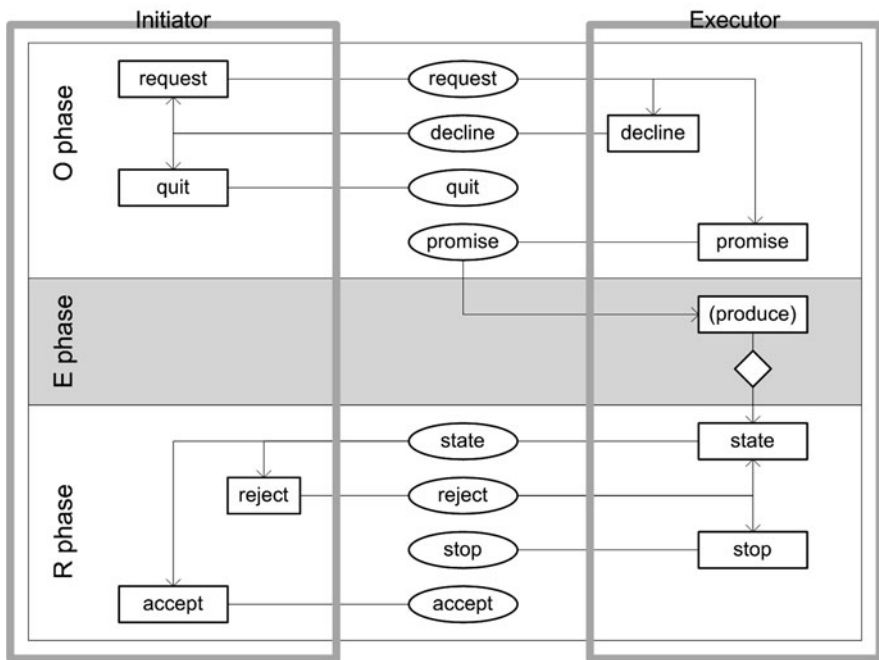 Initiator
Executor
O phase
request
request
decline
decline
quit
quit
promise
promise
E phase
(produce)
R phase
state
state
reject
reject
stop
stop
accept
accept